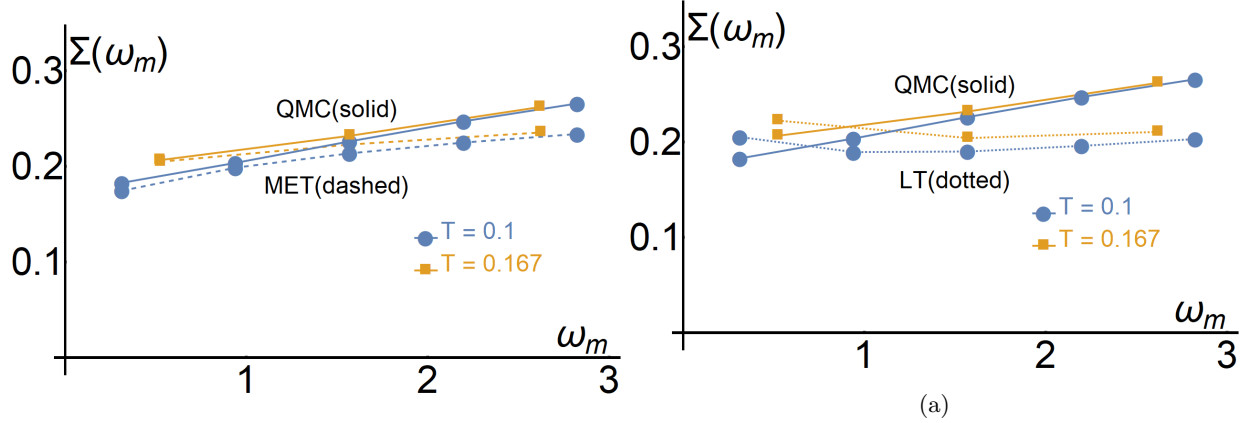 Σ(ω_m)
0.3
QMC(solid)
0.2
MET(dashed)
T = 0.1
T = 0.167
0.1
ω_m
1 2 3
Σ(ω_m)
0.3
QMC(solid)
0.2
LT(dotted)
T = 0.1
T = 0.167
0.1
ω_m
1 2 3
(a)